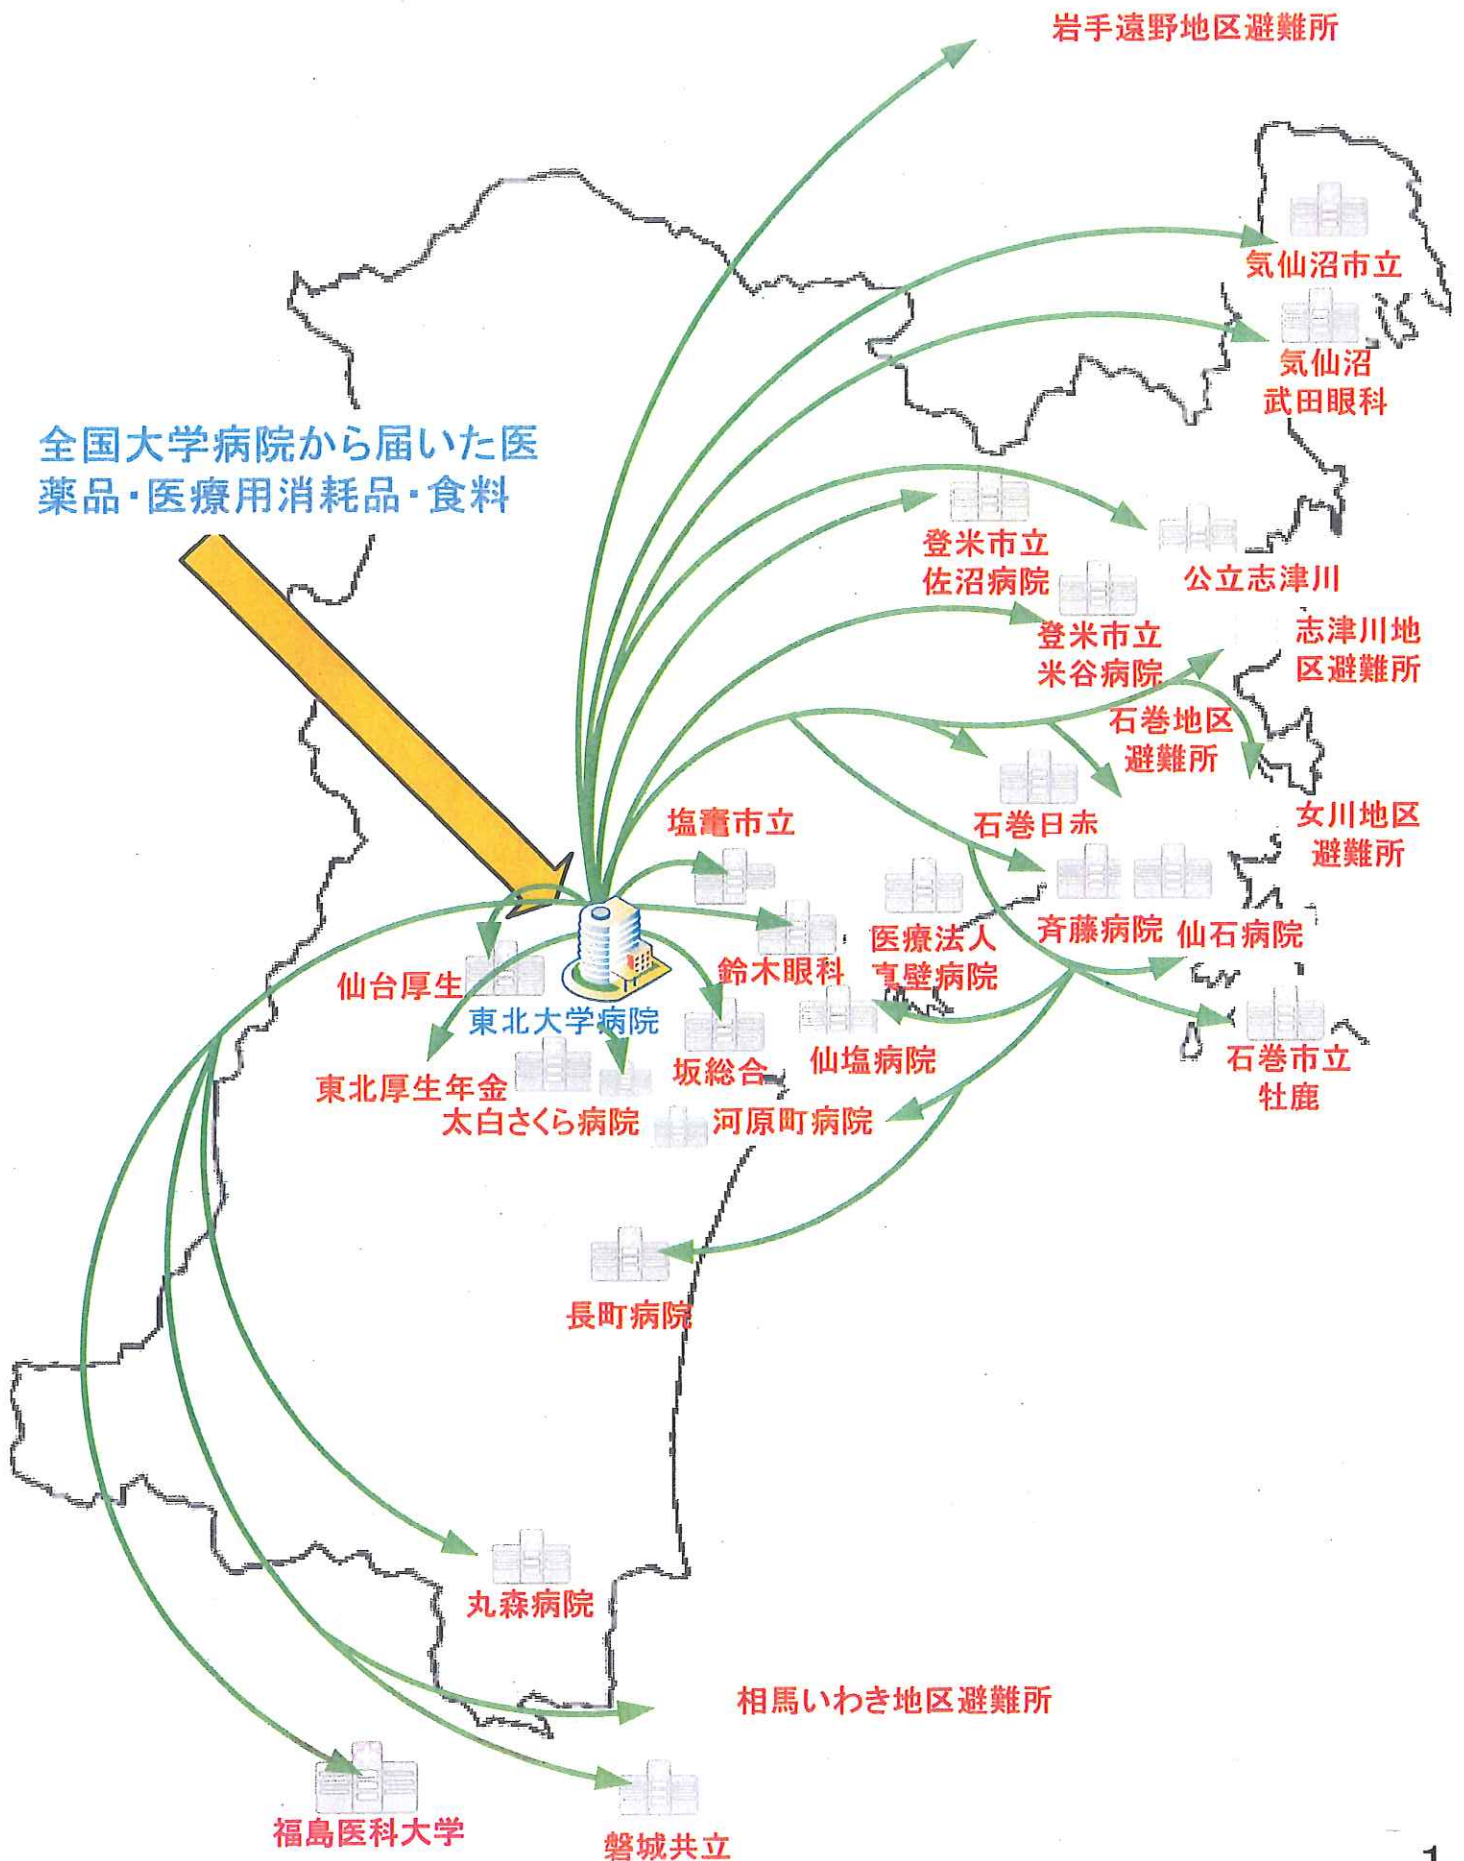 岩手遠野地区避難所
気仙沼市立
気仙沼
武田眼科
全国大学病院から届いた医
薬品・医療用消耗品・食料
登米市立
佐沼病院
公立志津川
登米市立
米谷病院
志津川地
区避難所
石巻地区
避難所
石巻日赤
女川地区
避難所
塩竈市立
斉藤病院
仙石病院
医療法人
真壁病院
鈴木眼科
仙台厚生
東北大学病院
坂総合
仙塩病院
石巻市立
牡鹿
東北厚生年金
太白さくら病院
河原町病院
長町病院
丸森病院
相馬いわき地区避難所
福島医科大学
磐城共立
1